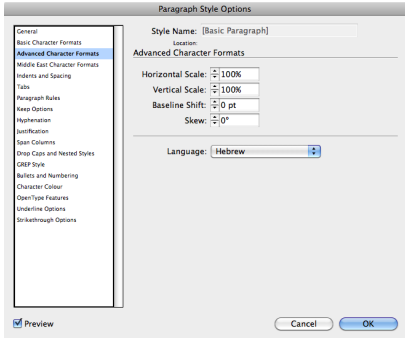 Paragraph Style Options
General
Basic Character Formats
Advanced Character Formats
Middle East Character Formats
Indents and Spacing
Tabs
Paragraph Rules
Keep Options
Hyphenation
Justification
Span Columns
Drop Caps and Nested Styles
GREP Style
Bullets and Numbering
Character Colour
OpenType Features
Underline Options
Strikethrough Options
Style Name: [Basic Paragraph]
Location:
Advanced Character Formats
Horizontal Scale: 100%
Vertical Scale: 100%
Baseline Shift: 0 pt
Skew: 0°
Language: Hebrew
Preview
Cancel
OK